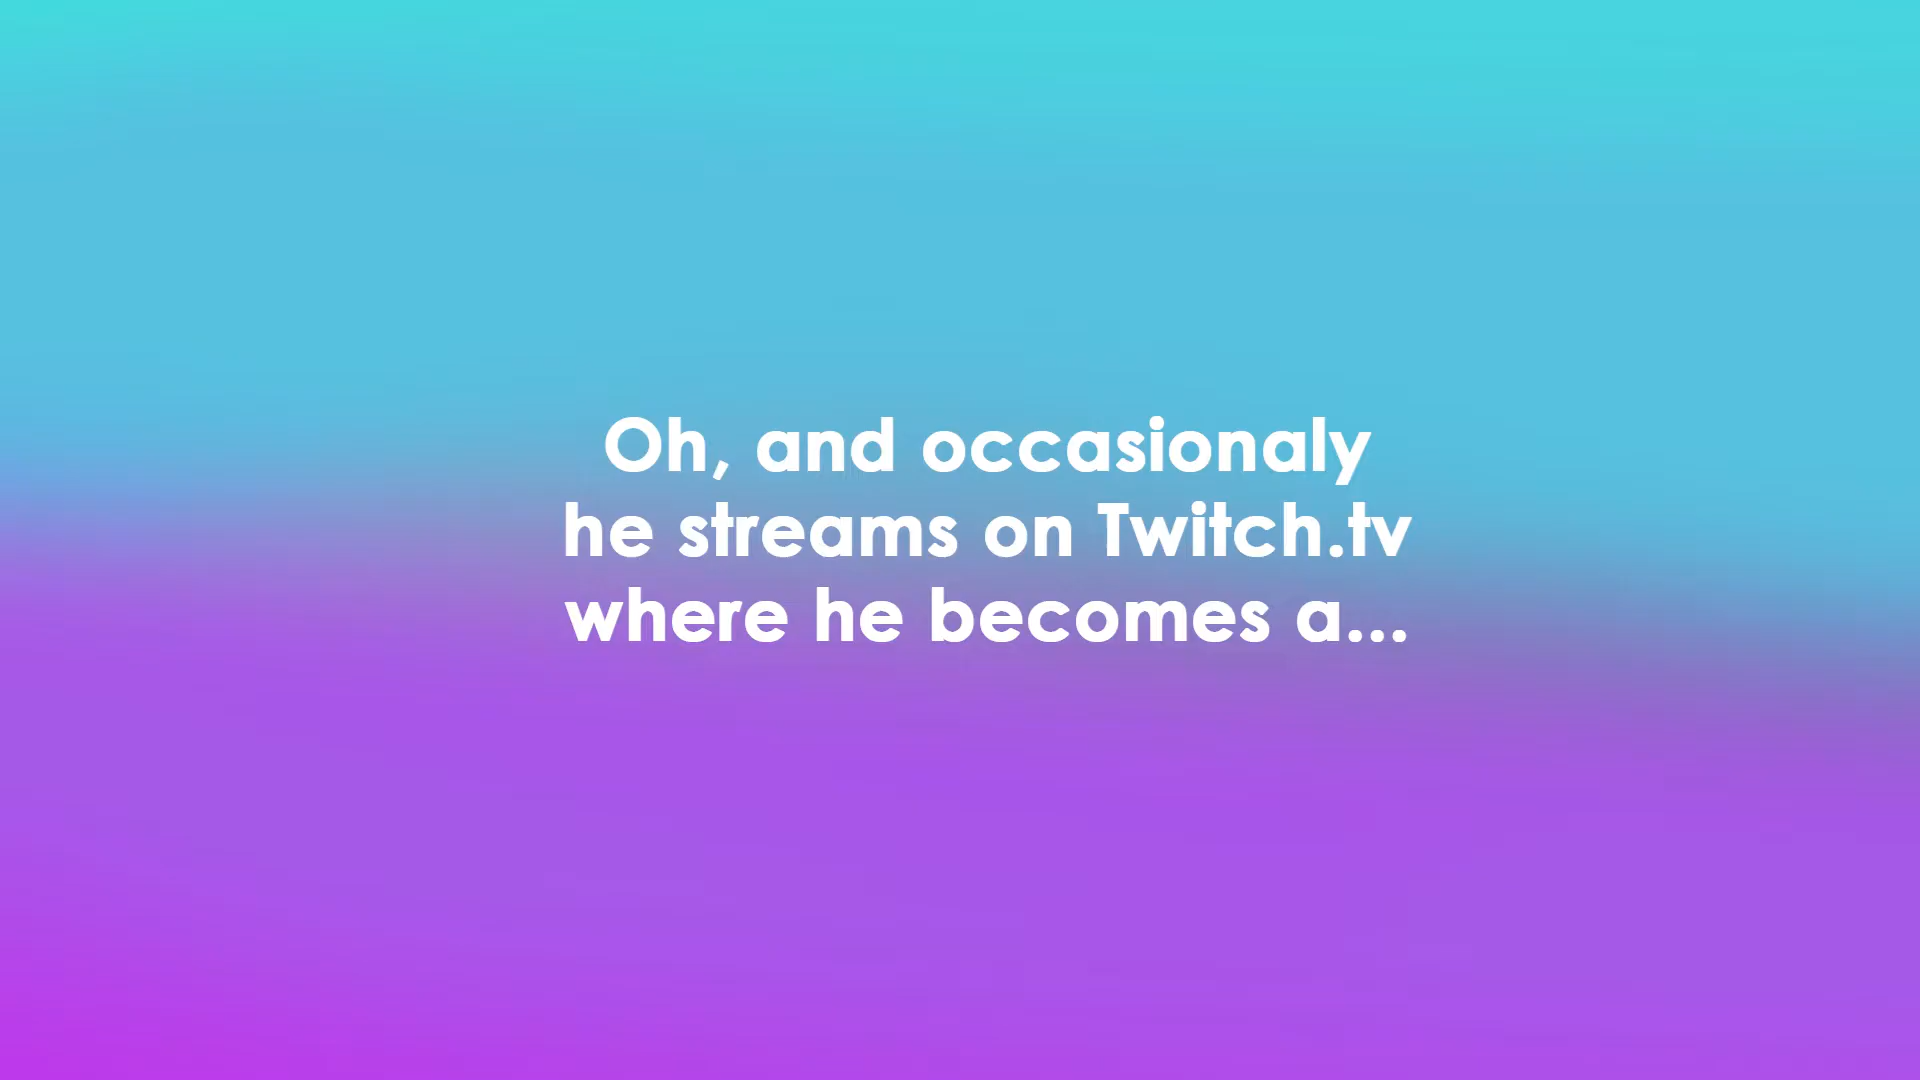 Oh, and occasionaly
he streams on Twitch.tv
where he becomes a...